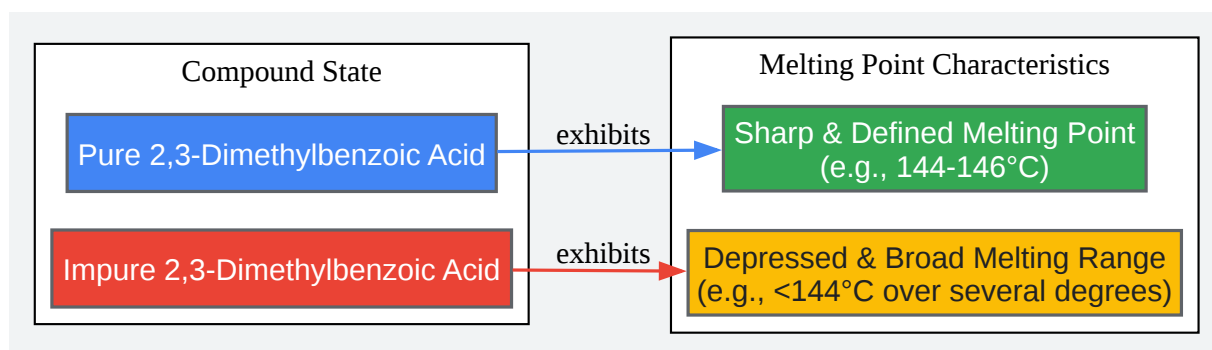 Compound State
Pure 2,3-Dimethylbenzoic Acid
Impure 2,3-Dimethylbenzoic Acid
exhibits
exhibits
Melting Point Characteristics
Sharp & Defined Melting Point
(e.g., 144-146°C)
Depressed & Broad Melting Range
(e.g., <144°C over several degrees)